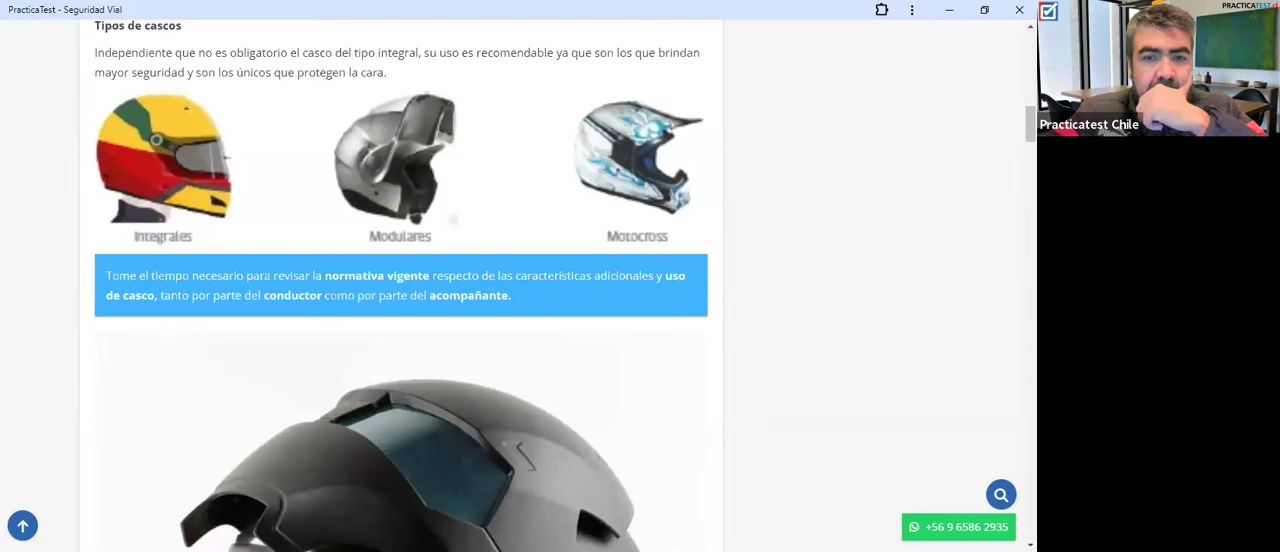 PracticaTest - Seguridad Vial
Tipos de cascos
Independiente que no es obligatorio el casco del tipo integral, su uso es recomendable ya que son los que brindan
mayor seguridad y son los únicos que protegen la cara.
Integrales
Modulares
Motocross
Tome el tiempo necesario para revisar la normativa vigente respecto de las características adicionales y uso
de casco, tanto por parte del conductor como por parte del acompañante.
+56 9 6586 2935
PRACTICATEST
Practicatest Chile